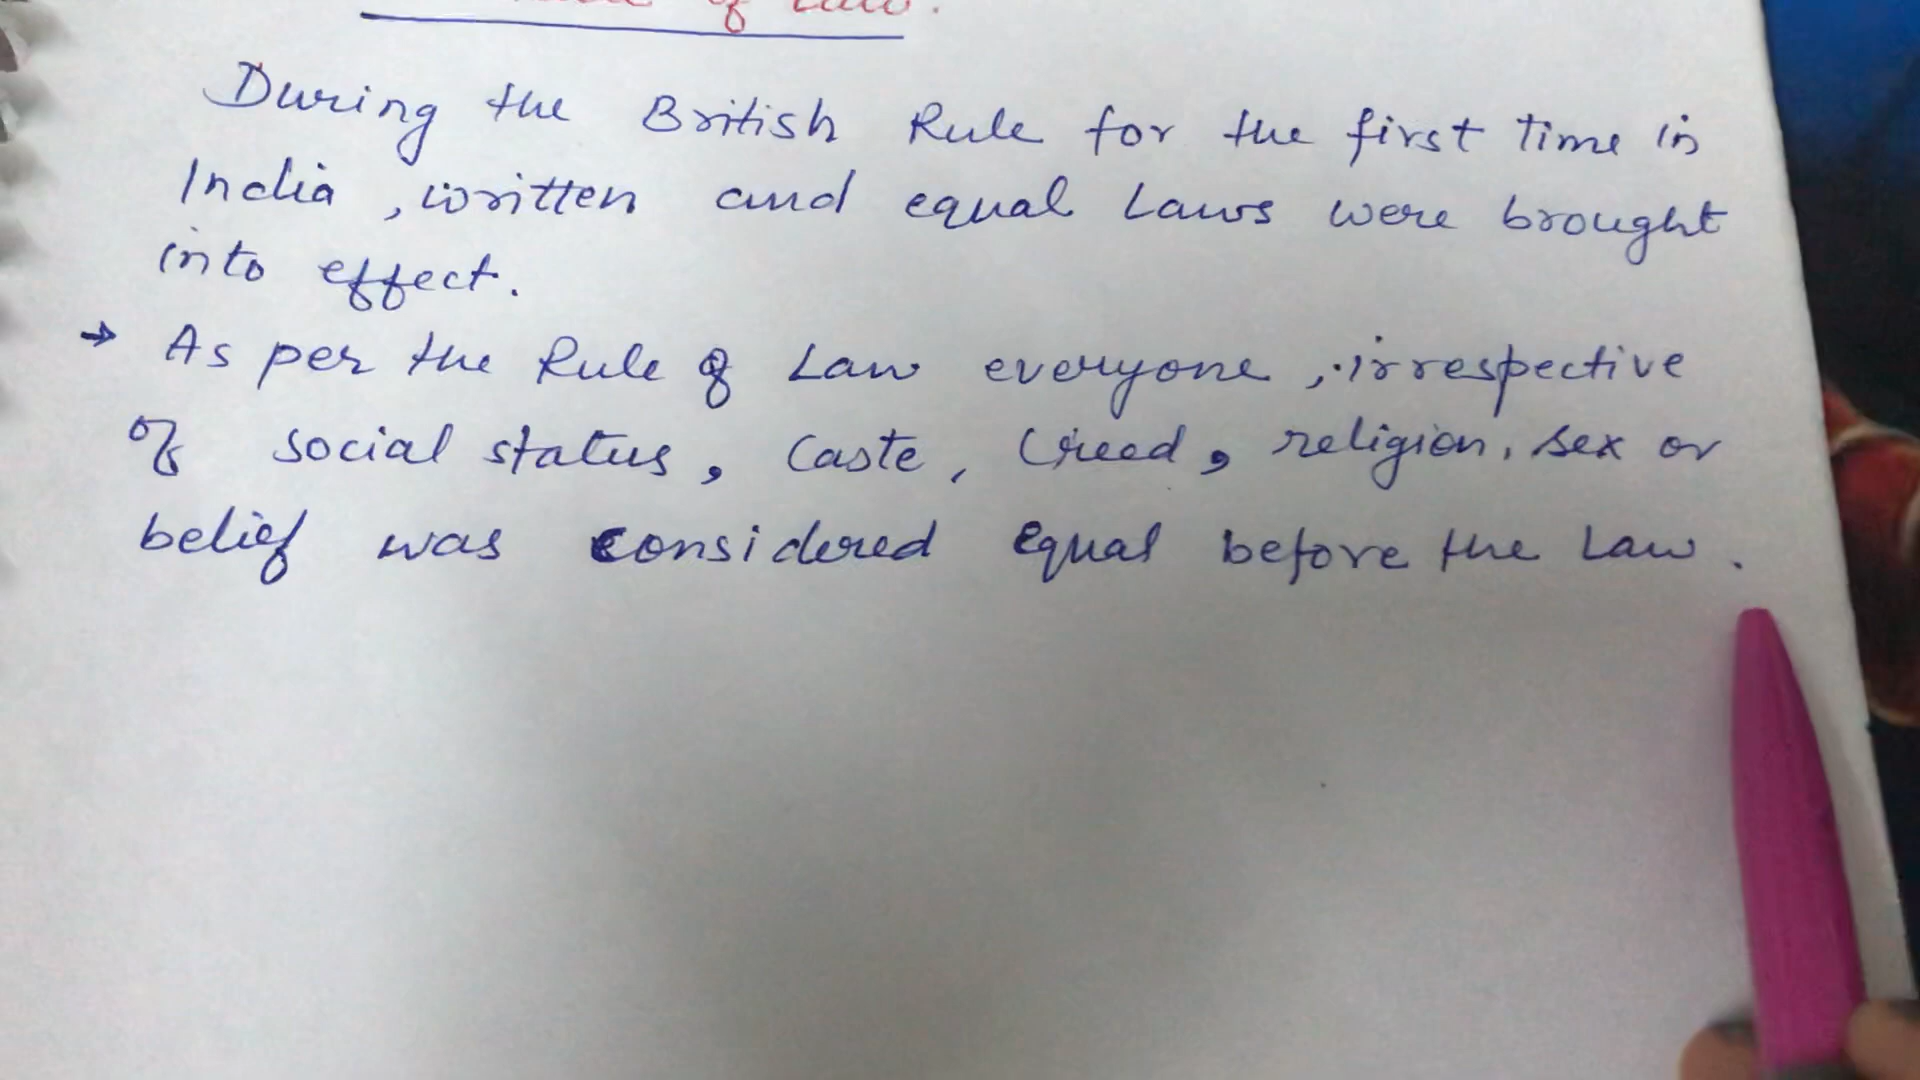 of Law.
During the British Rule for the first Time in
India, written and equal Laws were brought
into effect.
→ As per the Rule of Law everyone, irrespective
of social status, Caste, Creed, religion, sex or
belief was considered equal before the Law.